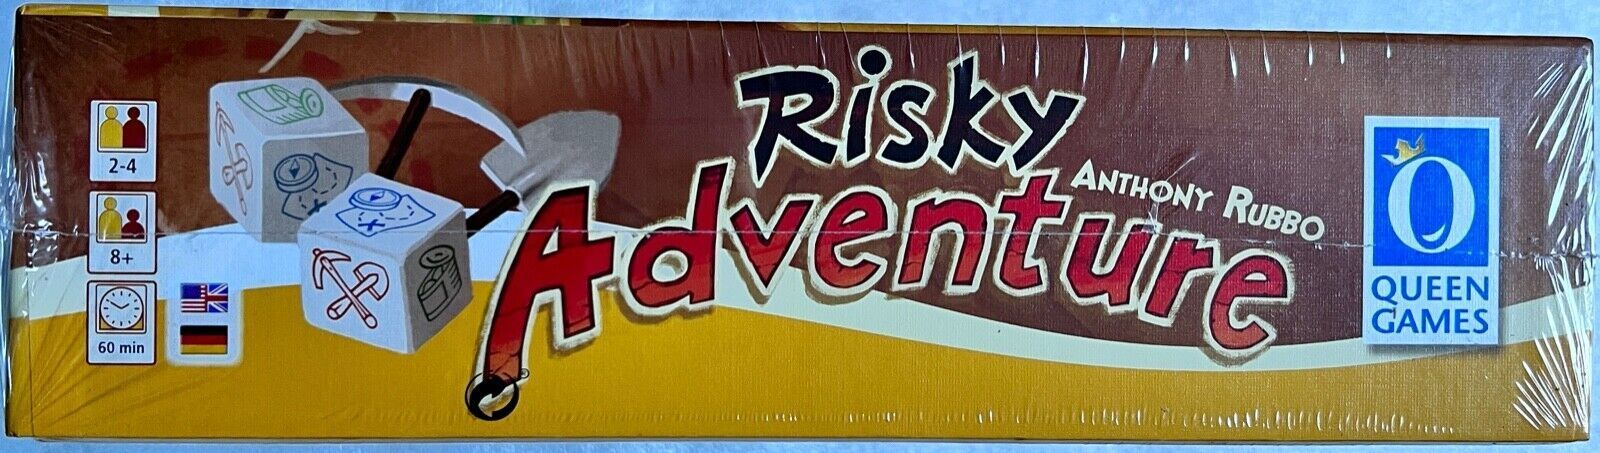 Risky
Adventure
ANTHONY RUBBO
2-4
8+
60 min
QUEEN
GAMES